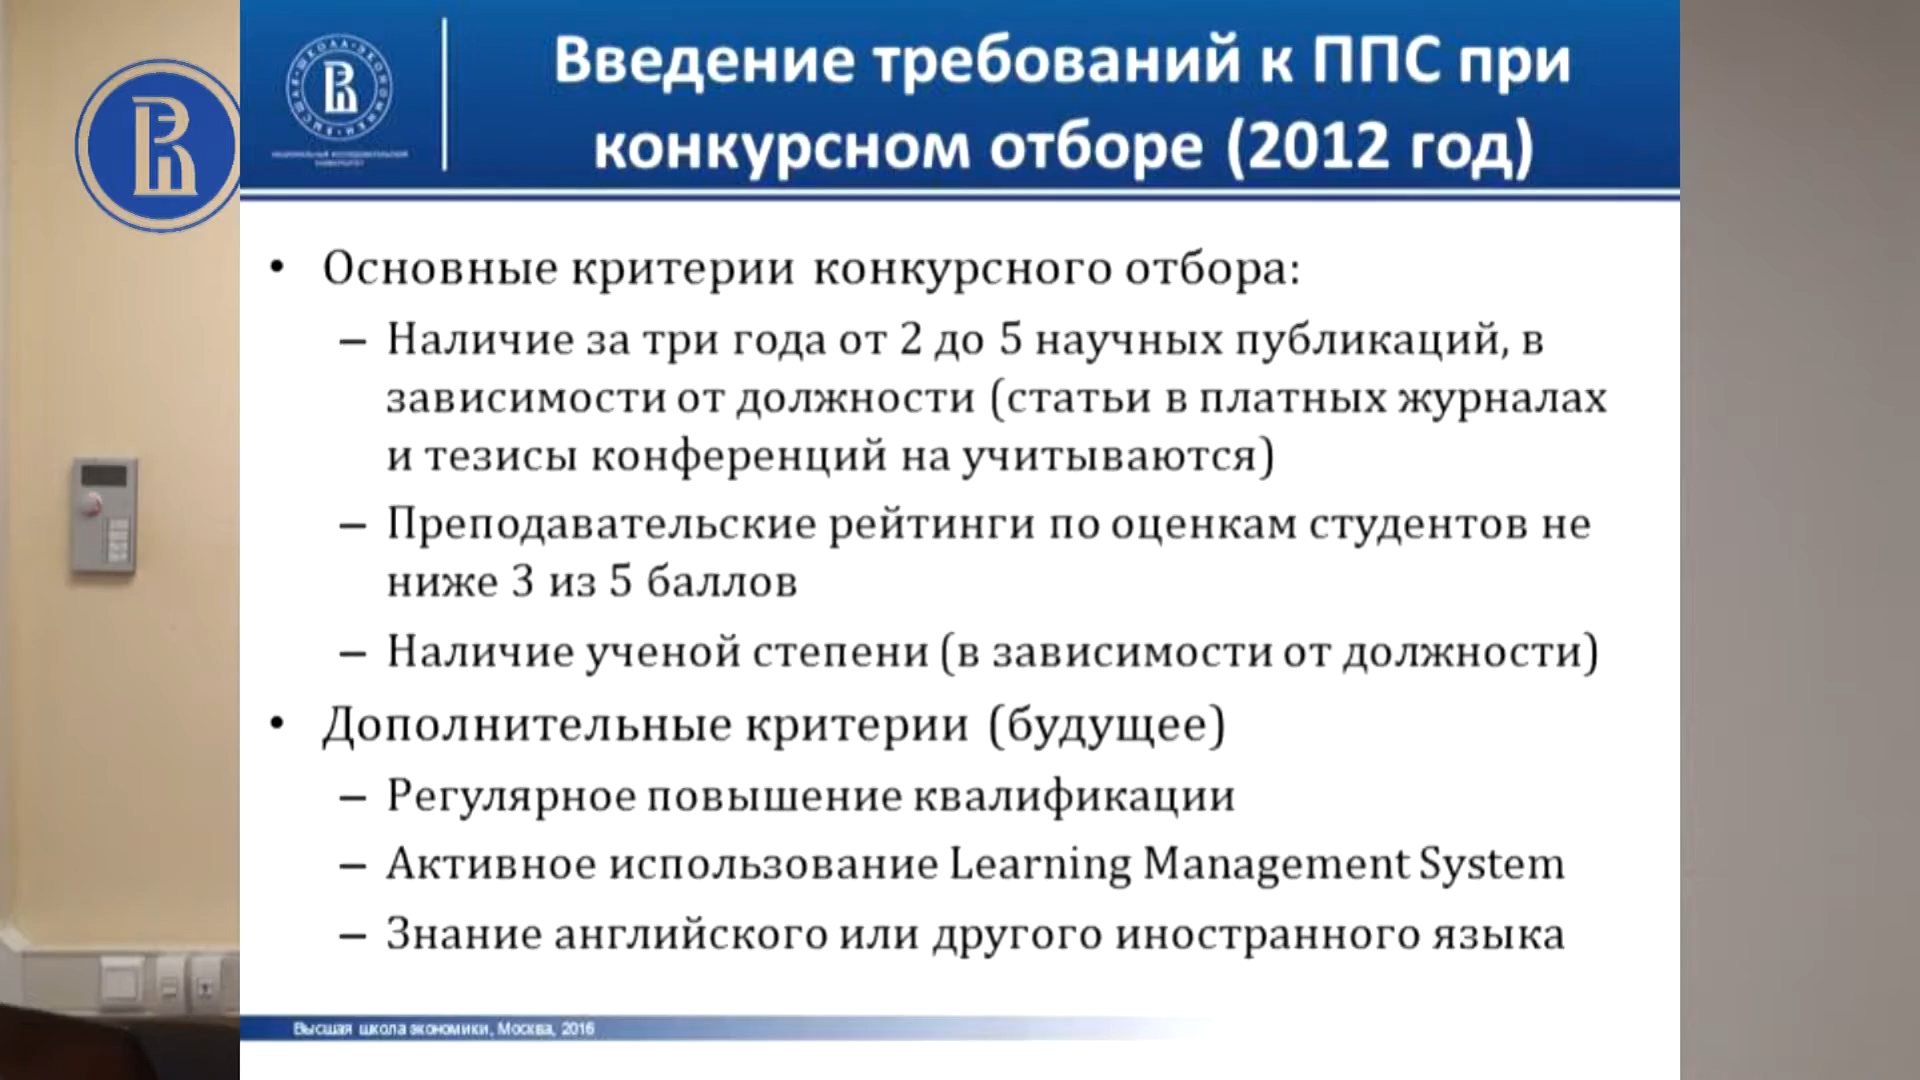 Введение требований к ППС при
конкурсном отборе (2012 год)
• Основные критерии конкурсного отбора:
– Наличие за три года от 2 до 5 научных публикаций, в
зависимости от должности (статьи в платных журналах
и тезисы конференций на учитываются)
– Преподавательские рейтинги по оценкам студентов не
ниже 3 из 5 баллов
– Наличие ученой степени (в зависимости от должности)
• Дополнительные критерии (будущее)
– Регулярное повышение квалификации
– Активное использование Learning Management System
– Знание английского или другого иностранного языка
Высшая школа экономики, Москва, 2016